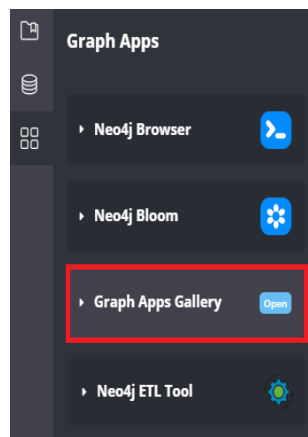 Graph Apps
Neo4j Browser
Neo4j Bloom
Graph Apps Gallery
Open
Neo4j ETL Tool